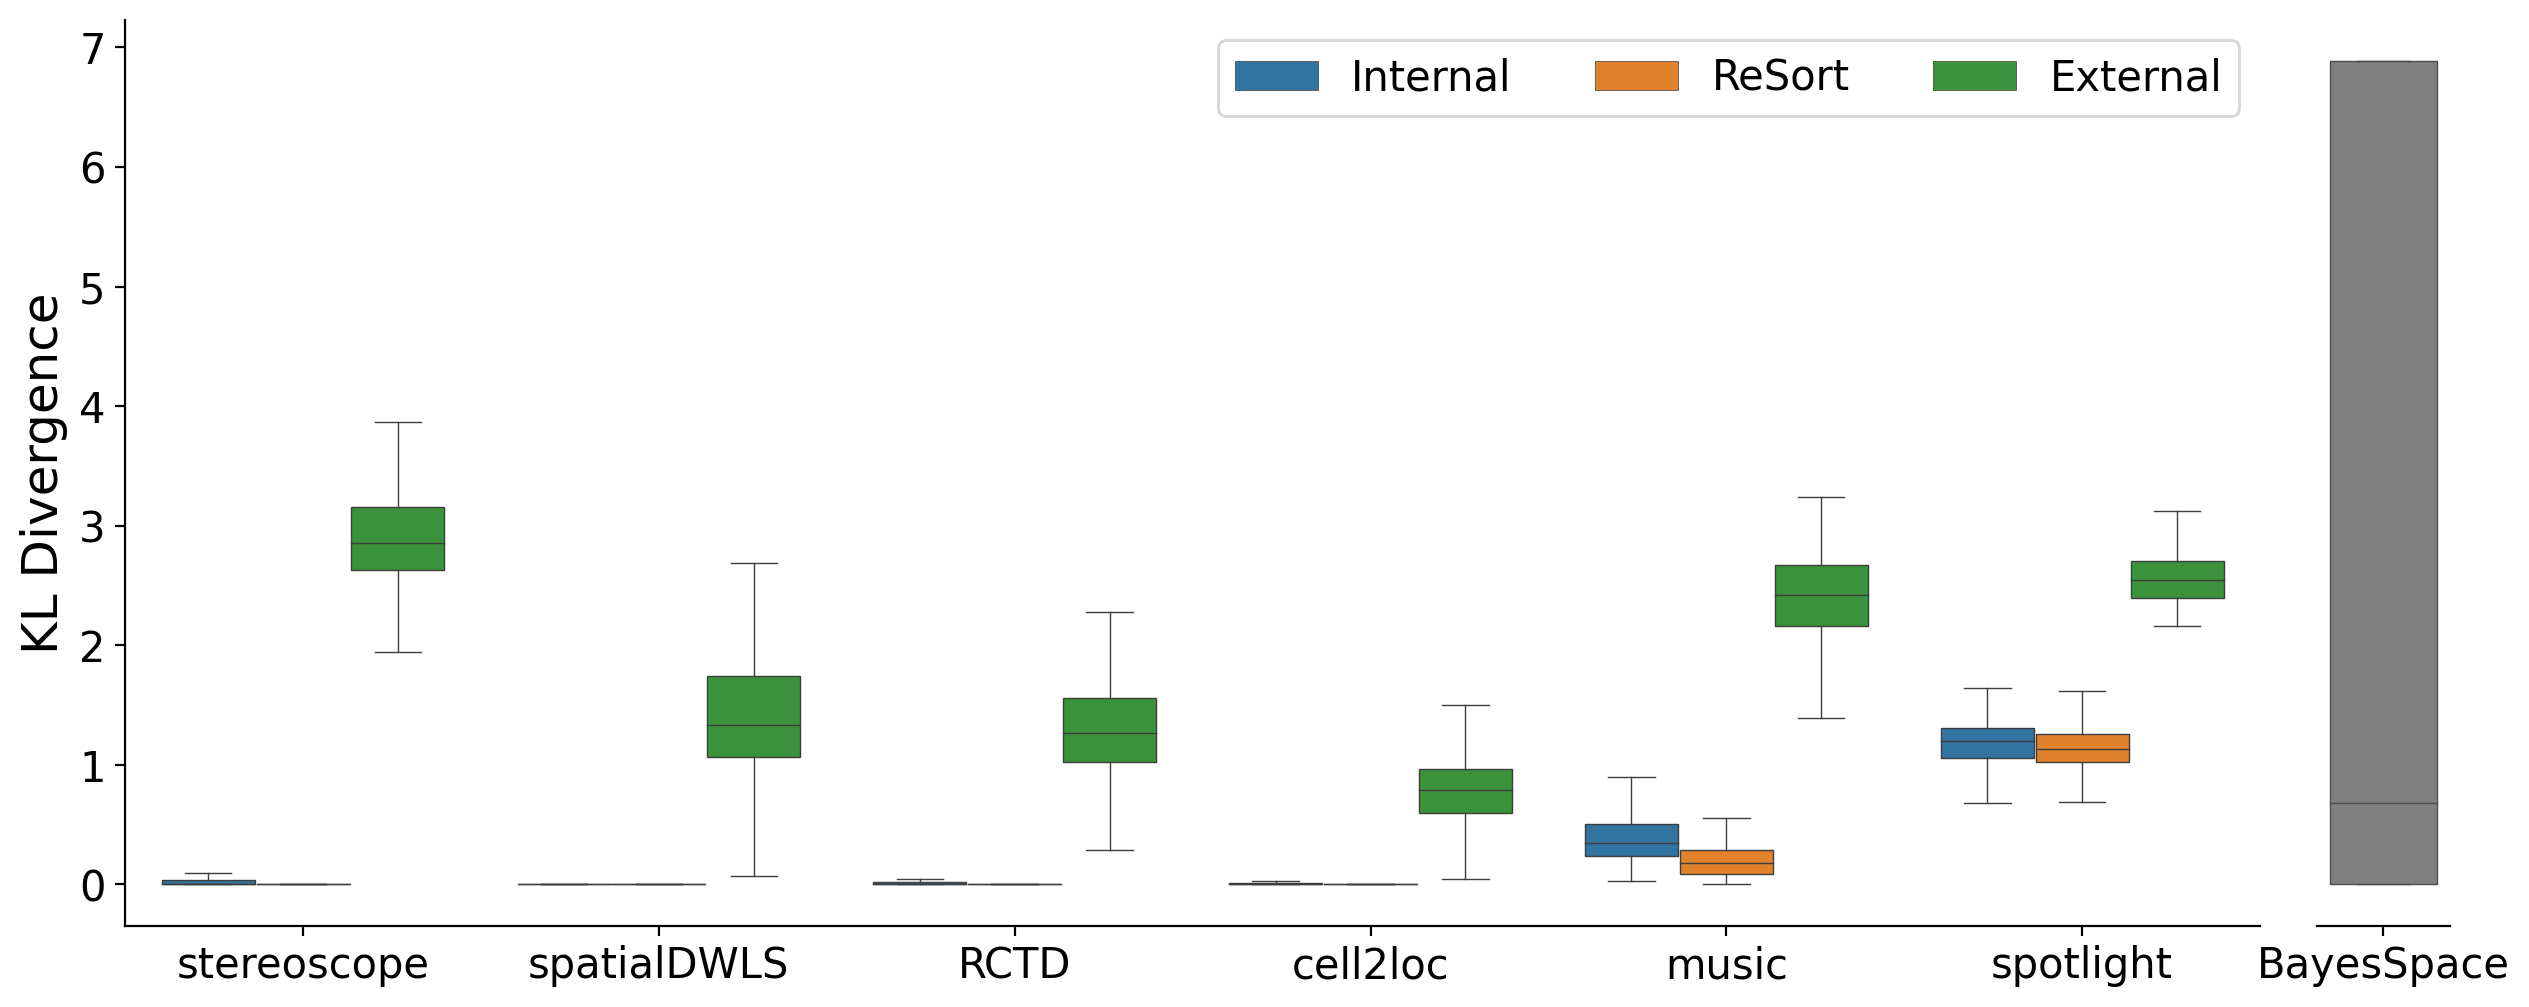 Internal ReSort External
KL Divergence
7
6
5
4
3
2
1
0
stereoscope spatialDWLS RCTD cell2loc music spotlight BayesSpace